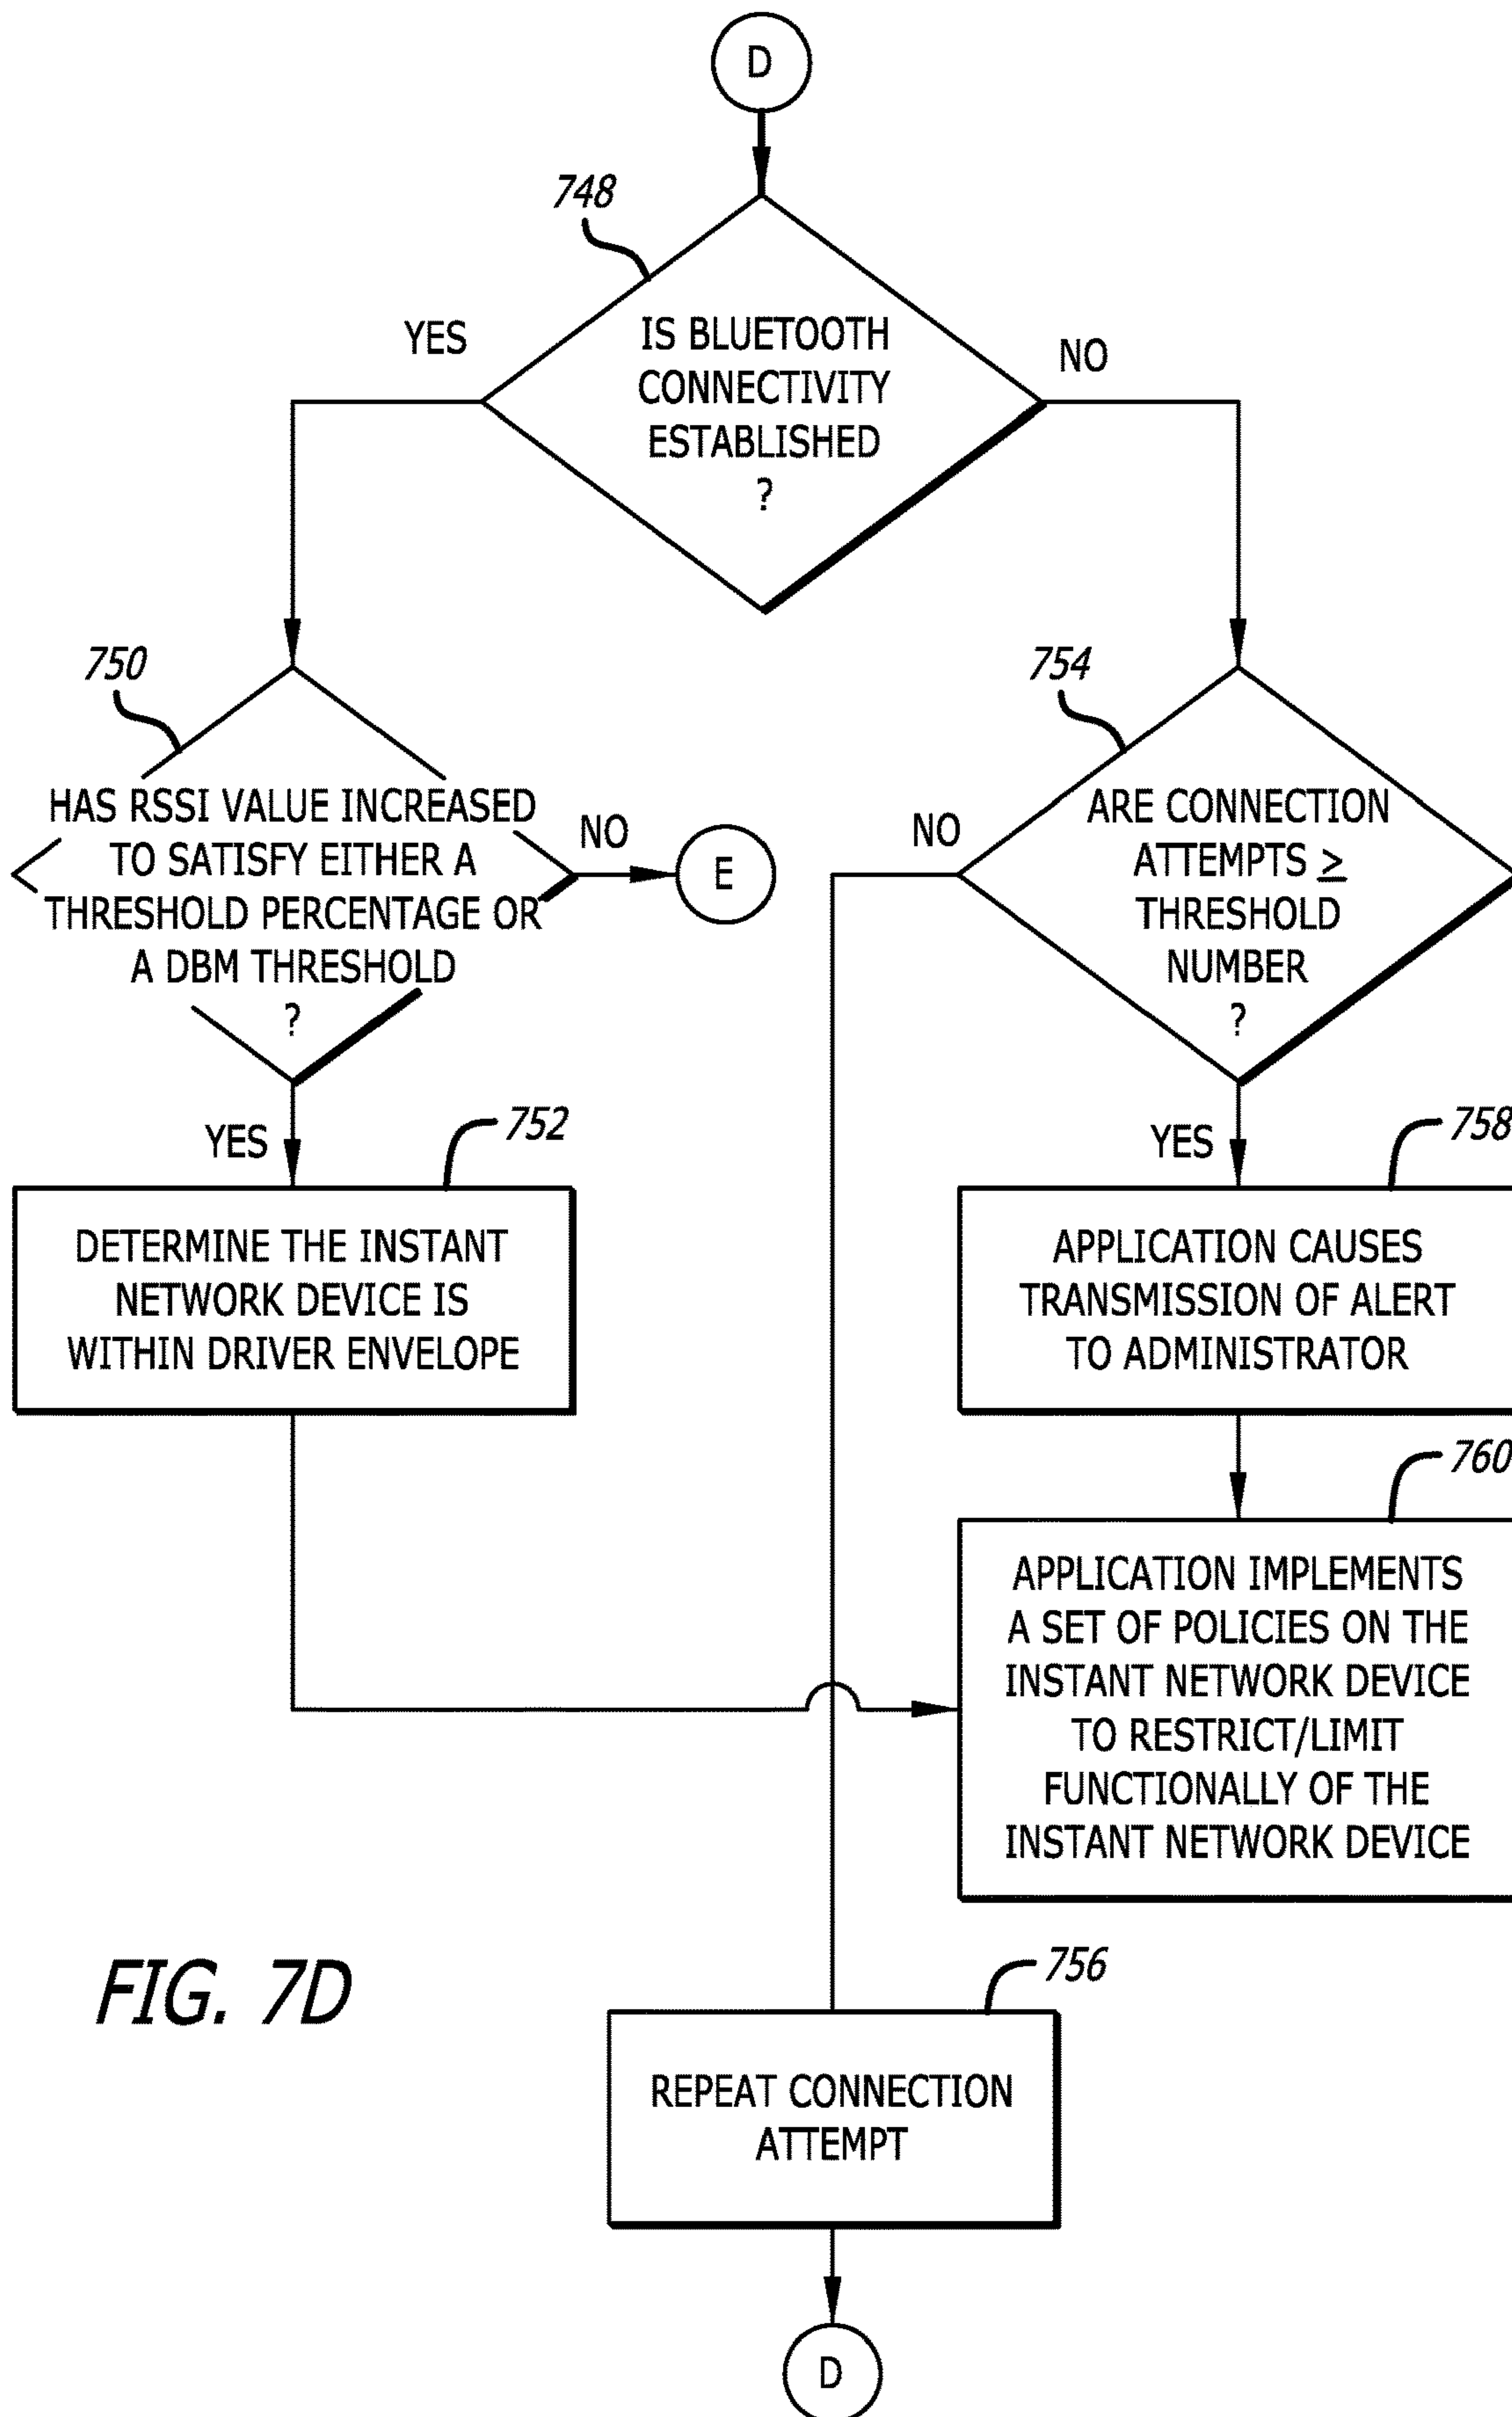 D
748
YES
NO
IS BLUETOOTH
CONNECTIVITY
ESTABLISHED
?
750
HAS RSSI VALUE INCREASED
TO SATISFY EITHER A
THRESHOLD PERCENTAGE OR
A DBM THRESHOLD
?
NO
E
754
NO
ARE CONNECTION
ATTEMPTS ≥
THRESHOLD
NUMBER
?
YES
752
DETERMINE THE INSTANT
NETWORK DEVICE IS
WITHIN DRIVER ENVELOPE
YES
758
APPLICATION CAUSES
TRANSMISSION OF ALERT
TO ADMINISTRATOR
760
APPLICATION IMPLEMENTS
A SET OF POLICIES ON THE
INSTANT NETWORK DEVICE
TO RESTRICT/LIMIT
FUNCTIONALLY OF THE
INSTANT NETWORK DEVICE
FIG. 7D
756
REPEAT CONNECTION
ATTEMPT
D